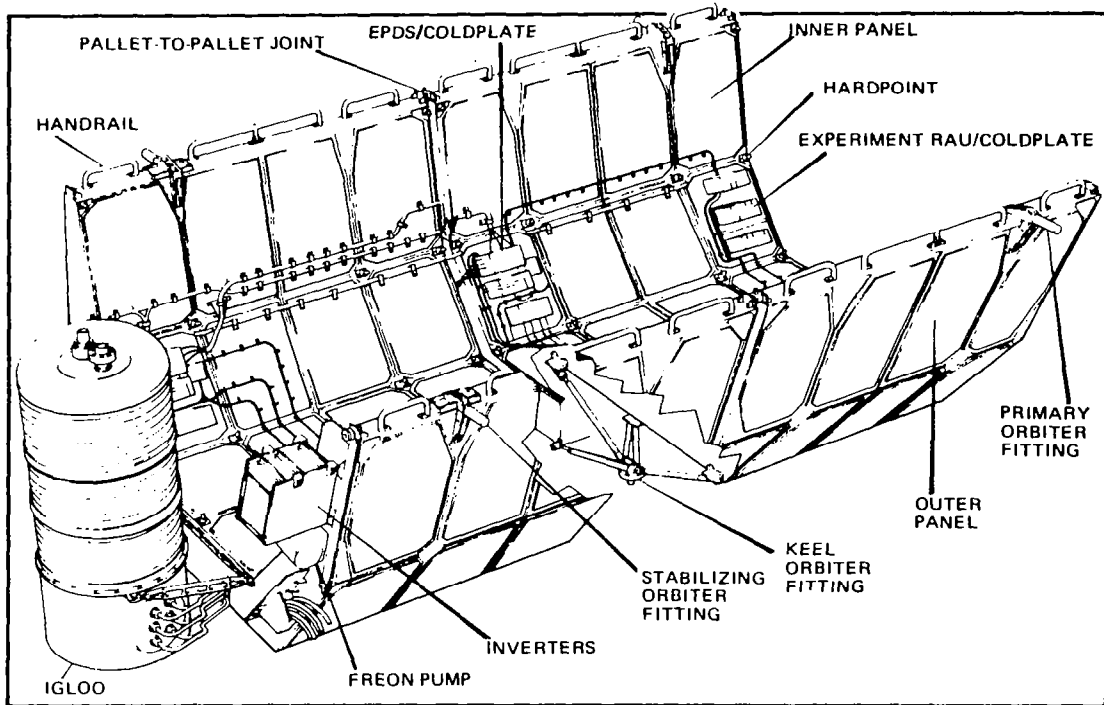 PALLET-TO-PALLET JOINT
EPDS/COLDPLATE
INNER PANEL
HANDRAIL
HARDPOINT
EXPERIMENT RAU/COLDPLATE
PRIMARY
ORBITER
FITTING
OUTER
PANEL
KEEL
ORBITER
FITTING
STABILIZING
ORBITER
FITTING
INVERTERS
FREON PUMP
IGLOO